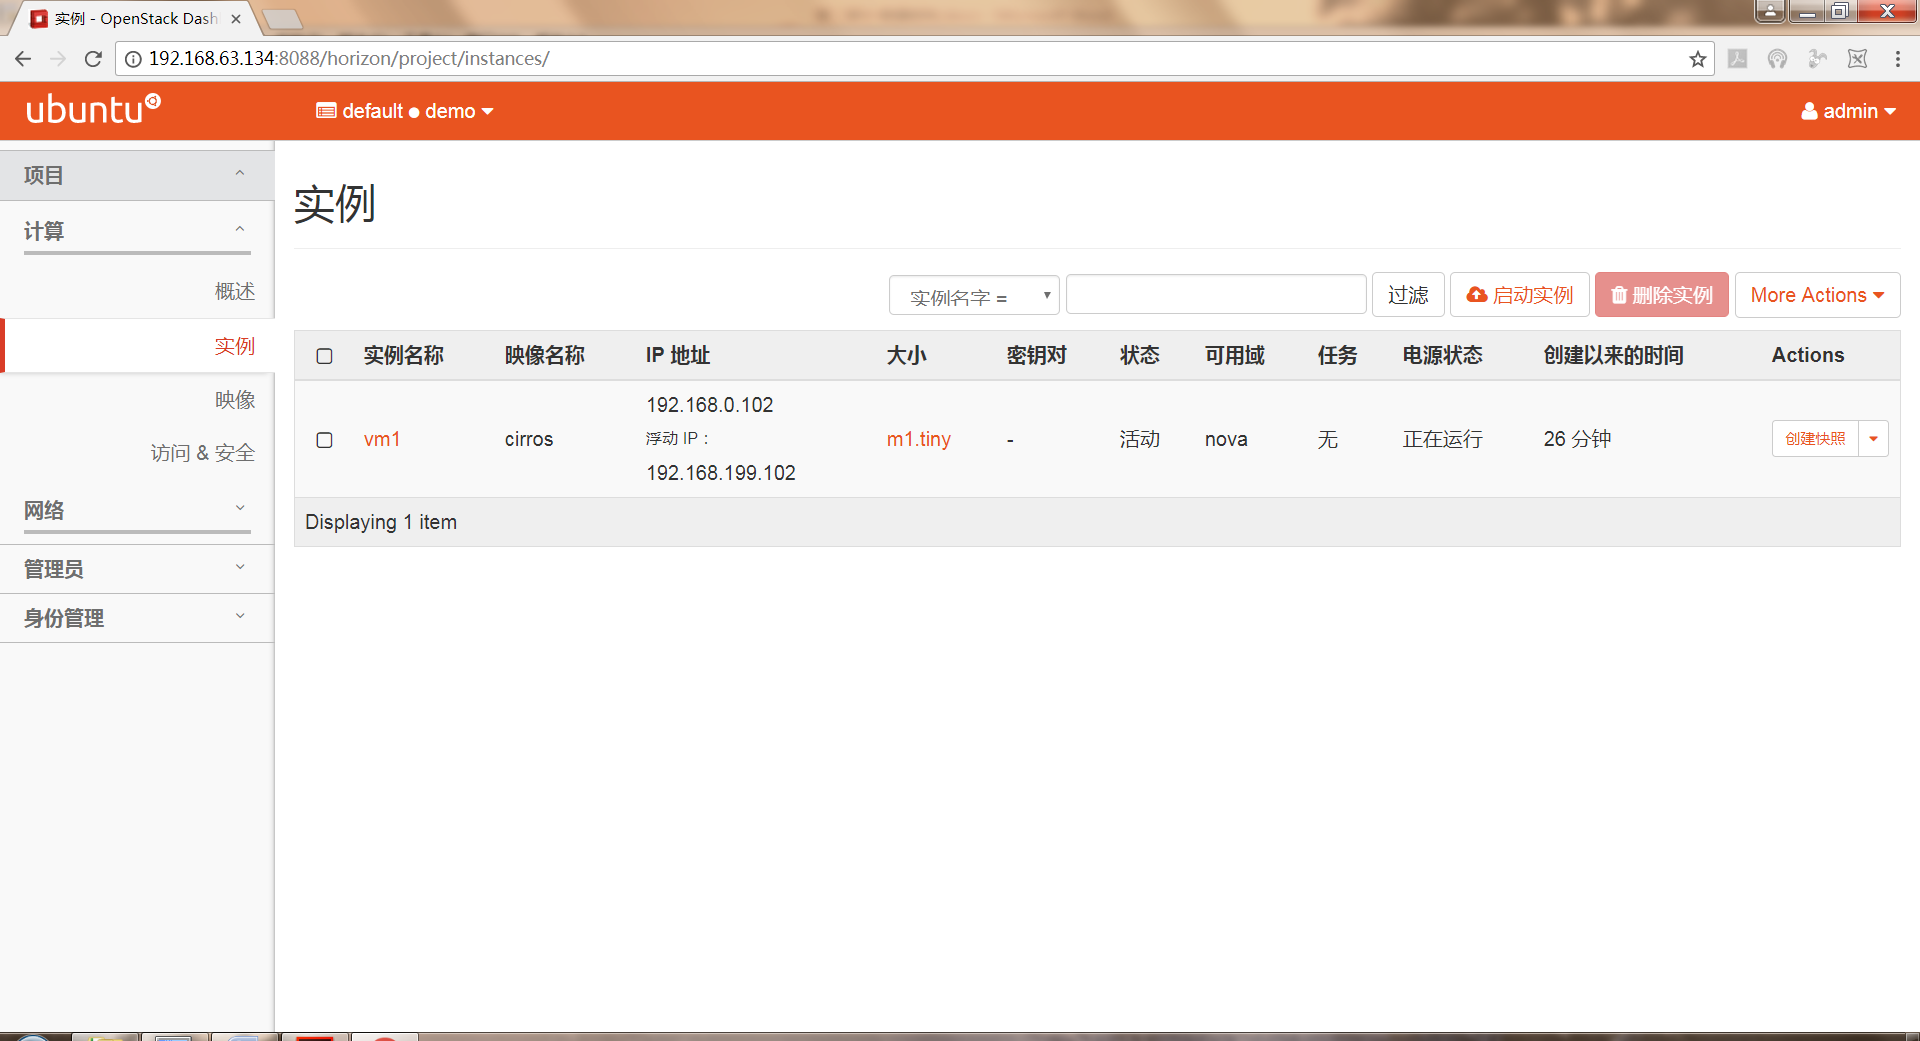 实例 - OpenStack Dash
192.168.63.134:8088/horizon/project/instances/
ubuntu
default ● demo
admin
项目
计算
概述
实例
映像
访问 & 安全
网络
管理员
身份管理
实例
实例名字 =
过滤
启动实例
删除实例
More Actions
实例名称 映像名称 IP 地址 大小 密钥对 状态 可用域 任务 电源状态 创建以来的时间 Actions
192.168.0.102
vm1 cirros 浮动 IP： m1.tiny - 活动 nova 无 正在运行 26 分钟 创建快照
192.168.199.102
Displaying 1 item